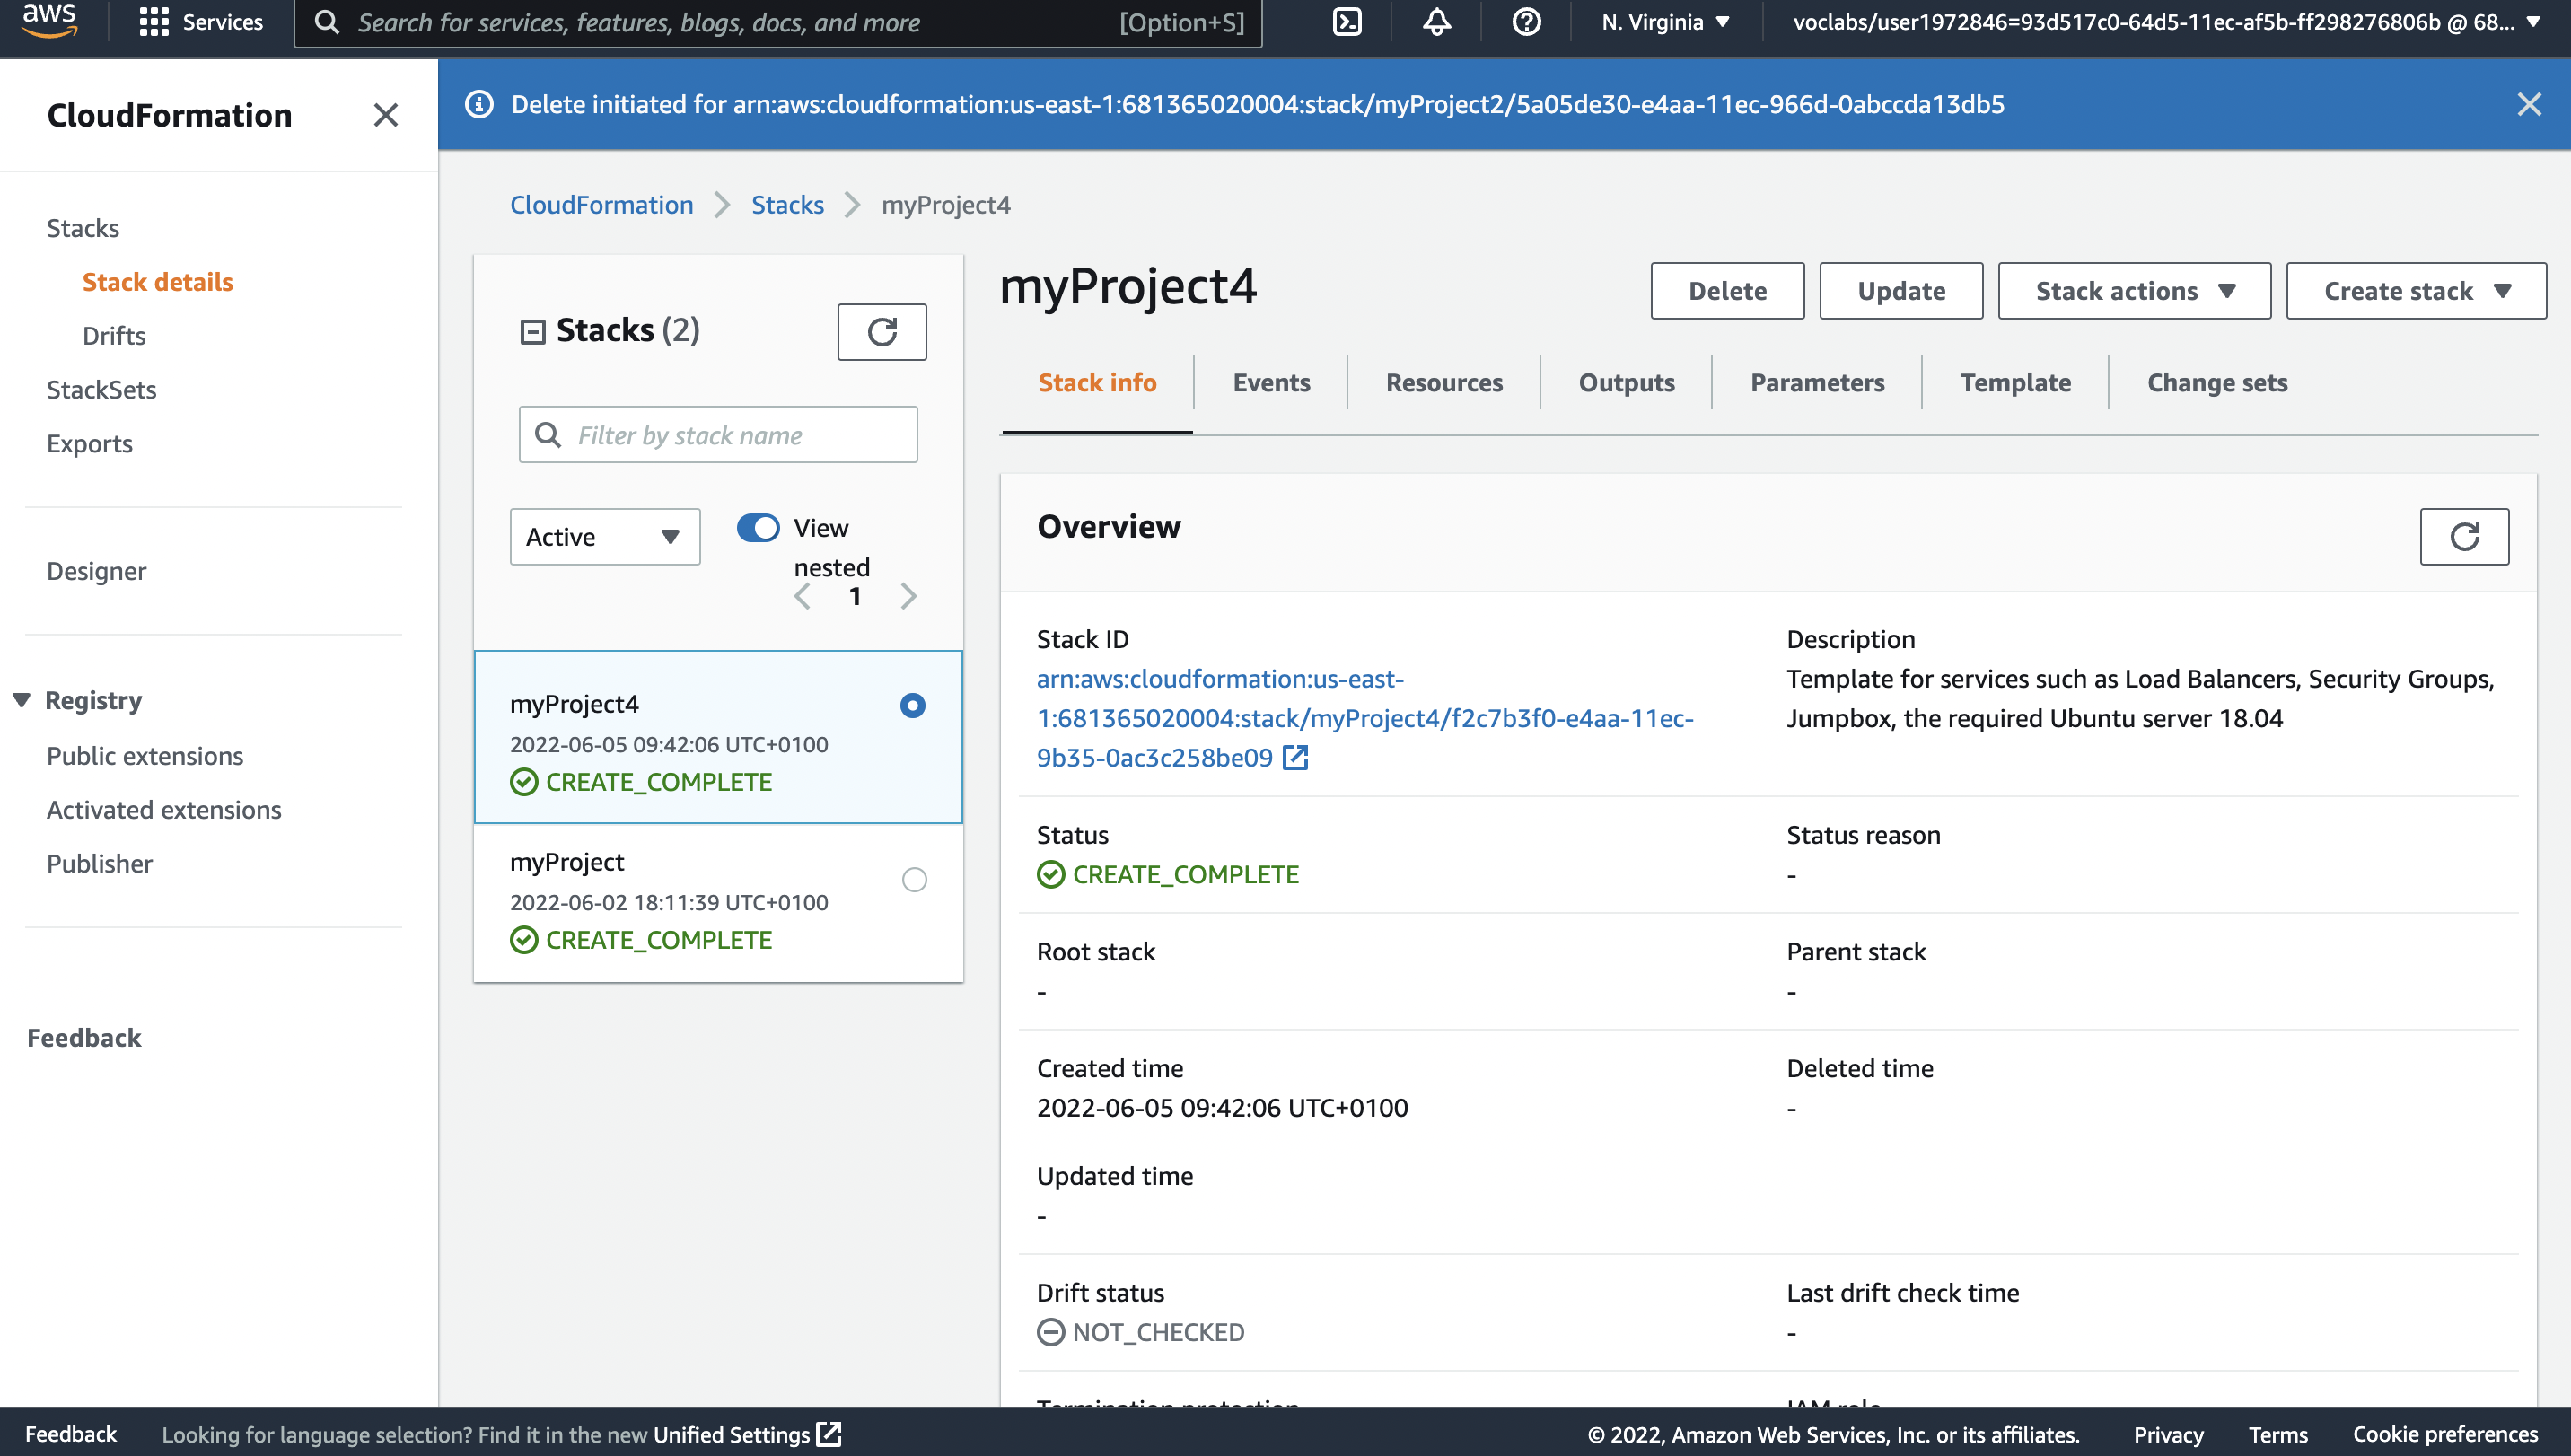 aws
Services
Search for services, features, blogs, docs, and more
[Option+S]
N. Virginia
voclabs/user1972846=93d517c0-64d5-11ec-af5b-ff298276806b @ 68...
CloudFormation
Delete initiated for arn:aws:cloudformation:us-east-1:681365020004:stack/myProject2/5a05de30-e4aa-11ec-966d-0abccda13db5
Stacks
Stack details
Drifts
StackSets
Exports
Designer
Registry
Public extensions
Activated extensions
Publisher
Feedback
CloudFormation
Stacks
myProject4
Stacks (2)
Filter by stack name
Active
View
nested
1
myProject4
2022-06-05 09:42:06 UTC+0100
CREATE_COMPLETE
myProject
2022-06-02 18:11:39 UTC+0100
CREATE_COMPLETE
myProject4
Delete
Update
Stack actions
Create stack
Stack info
Events
Resources
Outputs
Parameters
Template
Change sets
Overview
Stack ID
arn:aws:cloudformation:us-east-
1:681365020004:stack/myProject4/f2c7b3f0-e4aa-11ec-
9b35-0ac3c258be09
Description
Template for services such as Load Balancers, Security Groups,
Jumpbox, the required Ubuntu server 18.04
Status
CREATE_COMPLETE
Status reason
-
Root stack
-
Parent stack
-
Created time
2022-06-05 09:42:06 UTC+0100
Deleted time
-
Updated time
-
Drift status
NOT_CHECKED
Last drift check time
-
Termination protection
IAM role
Feedback
Looking for language selection? Find it in the new Unified Settings
© 2022, Amazon Web Services, Inc. or its affiliates.
Privacy
Terms
Cookie preferences